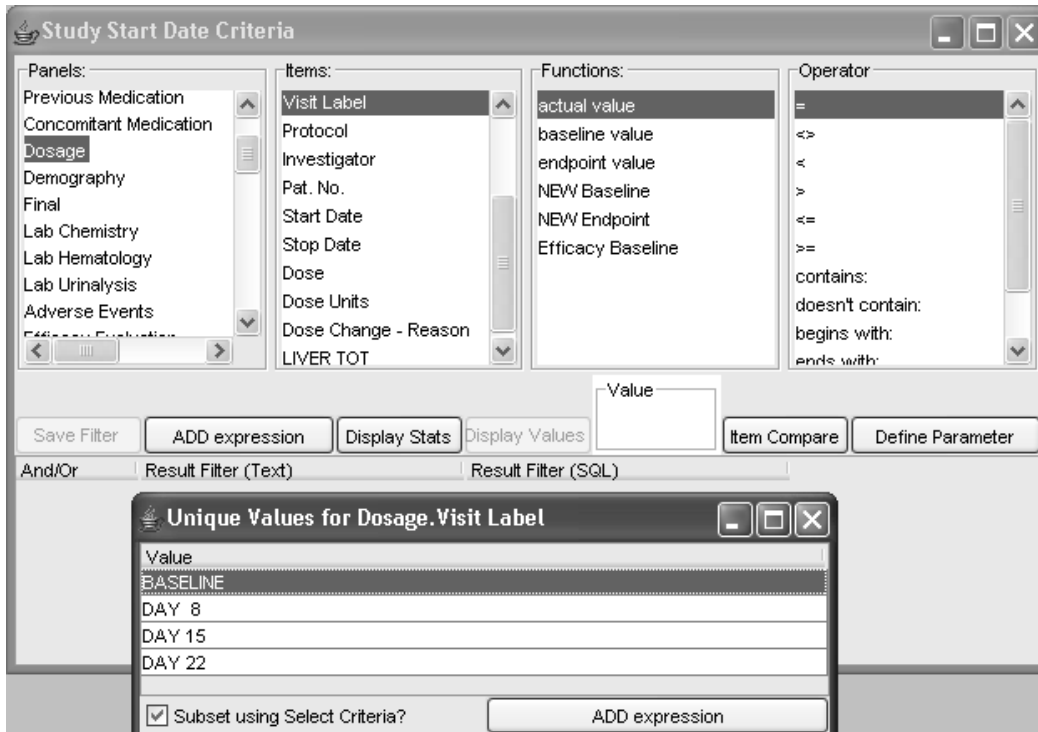 Study Start Date Criteria
Panels:
Previous Medication
Concomitant Medication
Dosage
Demography
Final
Lab Chemistry
Lab Hematology
Lab Urinalysis
Adverse Events
Efficacy Evaluation
Items:
Visit Label
Protocol
Investigator
Pat. No.
Start Date
Stop Date
Dose
Dose Units
Dose Change - Reason
LIVER TOT
Functions:
actual value
baseline value
endpoint value
NEW Baseline
NEW Endpoint
Efficacy Baseline
Operator
=
<>
<
>
<=
>=
contains:
doesn't contain:
begins with:
ends with:
Save Filter
ADD expression
Display Stats
Display Values
Value
Item Compare
Define Parameter
And/Or Result Filter (Text) Result Filter (SQL)
Unique Values for Dosage.Visit Label
Value
BASELINE
DAY 8
DAY 15
DAY 22
Subset using Select Criteria?
ADD expression